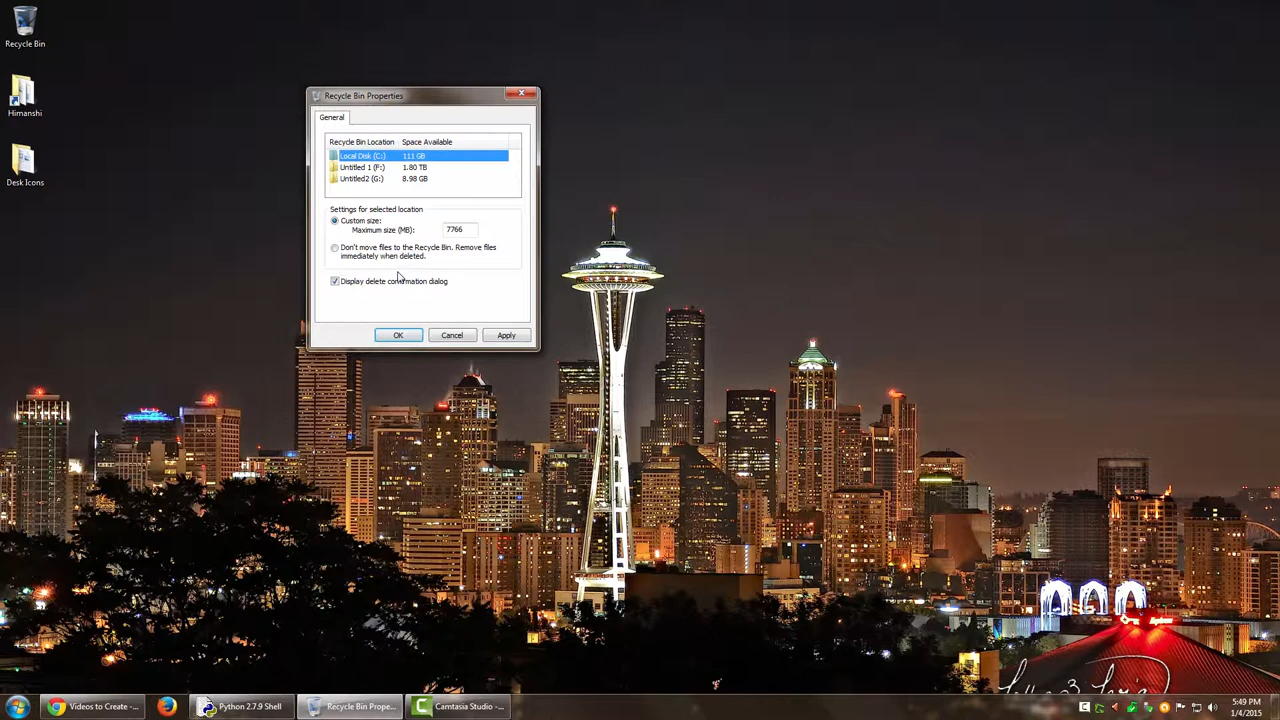 Recycle Bin
Himanshi
Desk Icons
Recycle Bin Properties
General
Recycle Bin Location Space Available
Local Disk (C:) 111 GB
Untitled 1 (F:) 1.80 TB
Untitled2 (G:) 8.98 GB
Settings for selected location
Custom size:
Maximum size (MB): 7766
Don't move files to the Recycle Bin. Remove files
immediately when deleted.
Display delete confirmation dialog
OK Cancel Apply
Videos to Create -... Python 2.7.9 Shell Recycle Bin Prope... Camtasia Studio -...
5:49 PM
1/4/2015